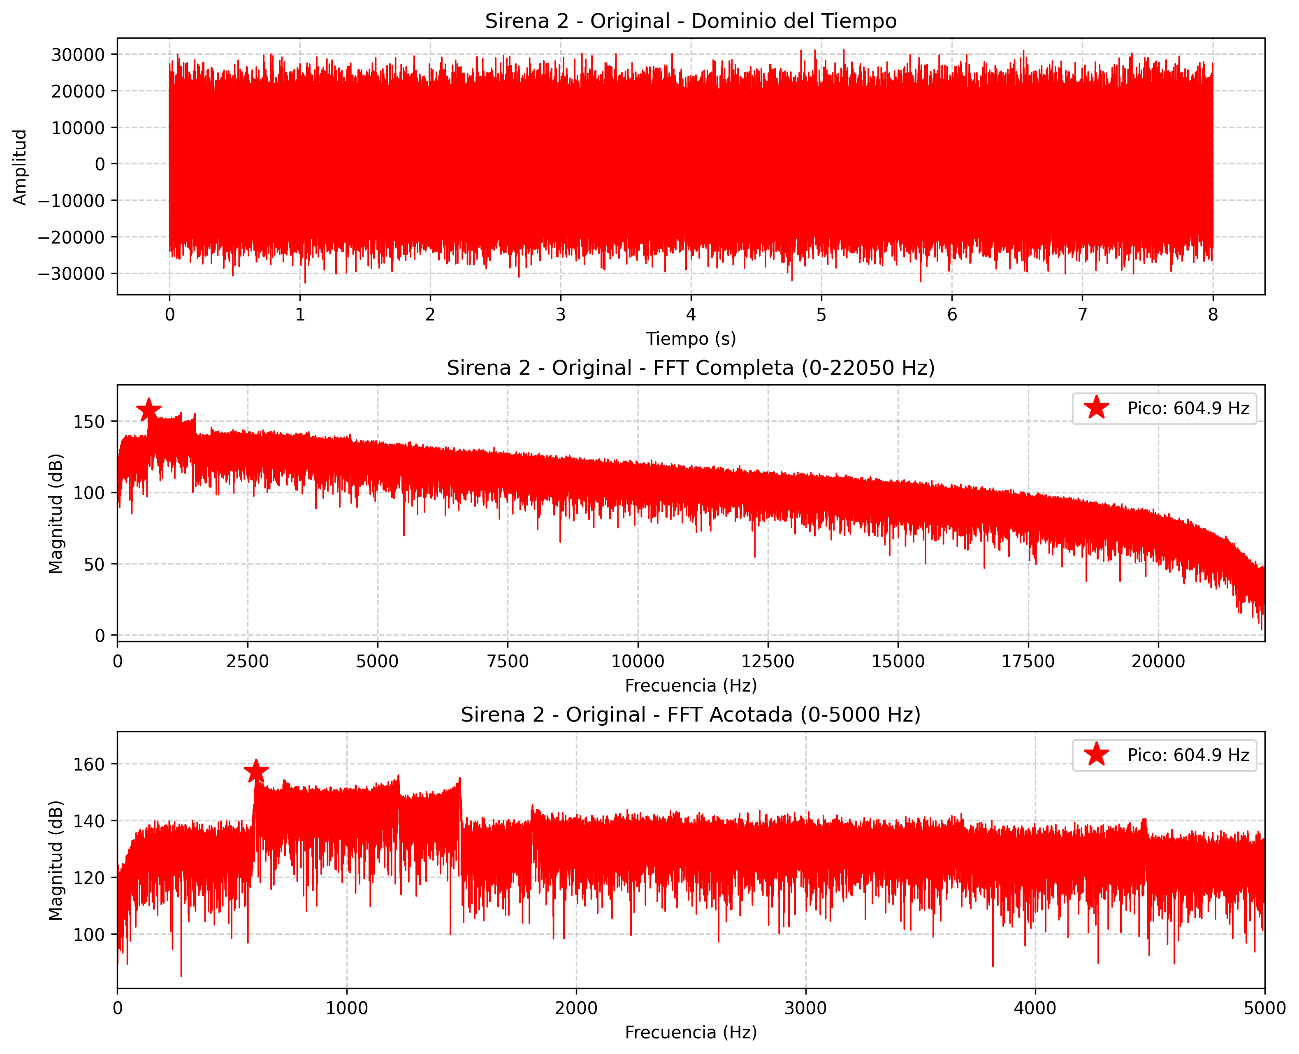 Sirena 2 - Original - Dominio del Tiempo
30000
20000
10000
0
−10000
−20000
−30000
Amplitud
0 1 2 3 4 5 6 7 8
Tiempo (s)
Sirena 2 - Original - FFT Completa (0-22050 Hz)
Pico: 604.9 Hz
150
100
50
0
Magnitud (dB)
0 2500 5000 7500 10000 12500 15000 17500 20000
Frecuencia (Hz)
Sirena 2 - Original - FFT Acotada (0-5000 Hz)
Pico: 604.9 Hz
160
140
120
100
Magnitud (dB)
0 1000 2000 3000 4000 5000
Frecuencia (Hz)